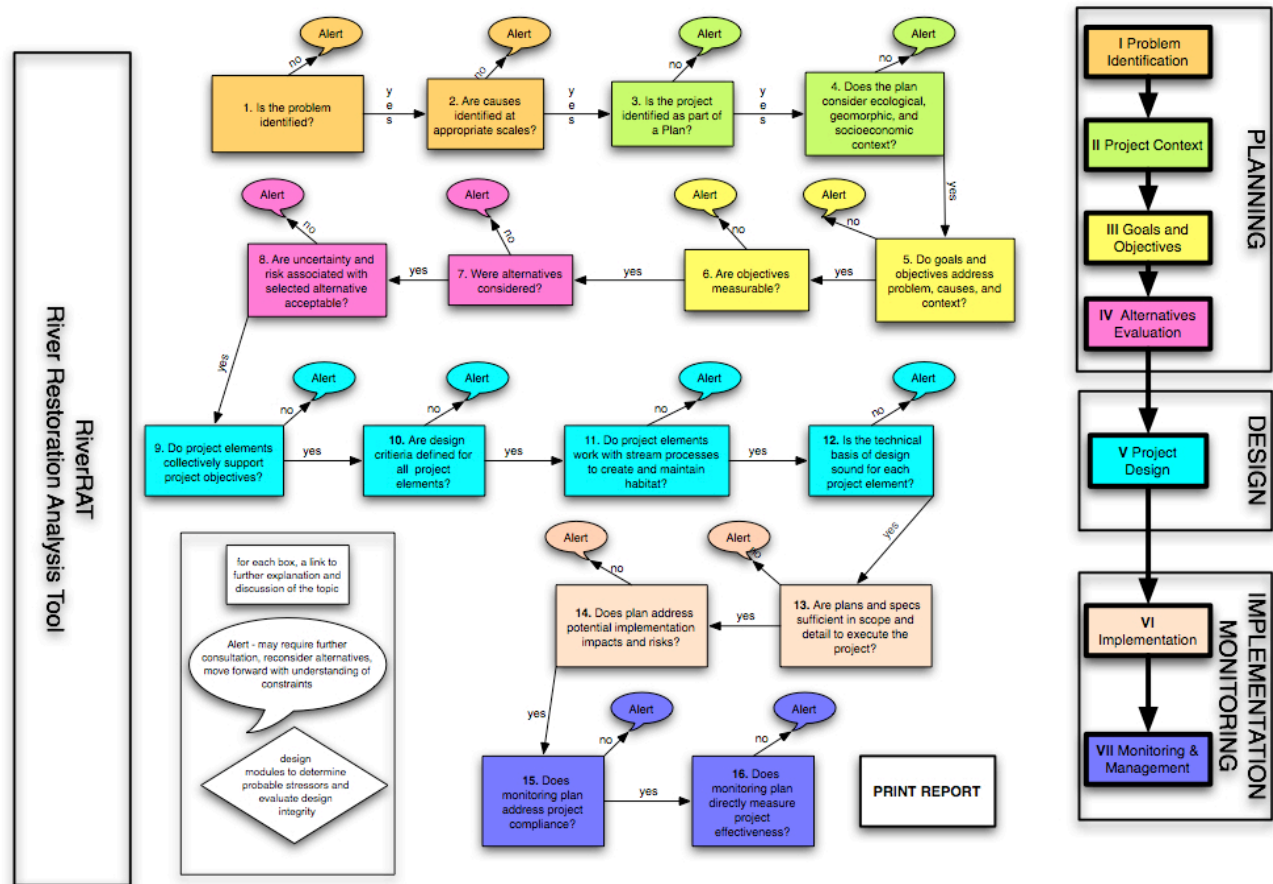 RiverRAT
River Restoration Analysis Tool
Alert
no
1. Is the problem
identified?
yes
Alert
no
2. Are causes
identified at
appropriate scales?
yes
Alert
no
3. Is the project
identified as part of
a Plan?
yes
Alert
no
4. Does the plan
consider ecological,
geomorphic, and
socioeconomic
context?
yes
Alert
no
5. Do goals and
objectives address
problem, causes, and
context?
yes
Alert
no
6. Are objectives
measurable?
yes
Alert
no
7. Were alternatives
considered?
yes
Alert
no
8. Are uncertainty and
risk associated with
selected alternative
acceptable?
yes
Alert
no
9. Do project elements
collectively support
project objectives?
yes
Alert
no
10. Are design
critieria defined for
all project
elements?
yes
Alert
no
11. Do project elements
work with stream processes
to create and maintain
habitat?
yes
Alert
no
12. Is the technical
basis of design
sound for each
project element?
yes
Alert
no
13. Are plans and specs
sufficient in scope and
detail to execute the
project?
yes
Alert
no
14. Does plan address
potential implementation
impacts and risks?
yes
Alert
no
15. Does
monitoring plan
address project
compliance?
yes
Alert
no
16. Does
monitoring plan
directly measure
project
effectiveness?
PRINT REPORT
for each box, a link to
further explanation and
discussion of the topic
Alert - may require further
consultation, reconsider alternatives,
move forward with understanding of
constraints
design
modules to determine
probable stressors and
evaluate design
integrity
PLANNING
I Problem
Identification
II Project Context
III Goals and
Objectives
IV Alternatives
Evaluation
DESIGN
V Project
Design
IMPLEMENTATION
MONITORING
VI
Implementation
VII Monitoring &
Management